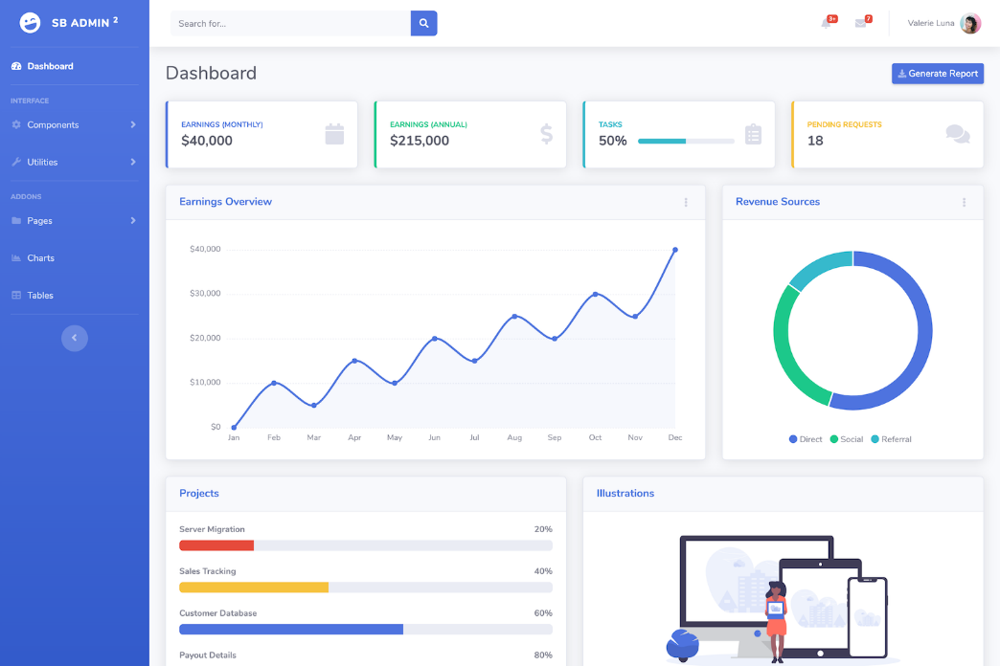 SB ADMIN 2
Search for...
3+
7
Valerie Luna
Dashboard
INTERFACE
Components
Utilities
ADDONS
Pages
Charts
Tables
Dashboard
Generate Report
EARNINGS (MONTHLY)
$40,000
EARNINGS (ANNUAL)
$215,000
TASKS
50%
PENDING REQUESTS
18
Earnings Overview
$40,000
$30,000
$20,000
$10,000
$0
Jan Feb Mar Apr May Jun Jul Aug Sep Oct Nov Dec
Revenue Sources
Direct Social Referral
Projects
Server Migration 20%
Sales Tracking 40%
Customer Database 60%
Payout Details 80%
Illustrations